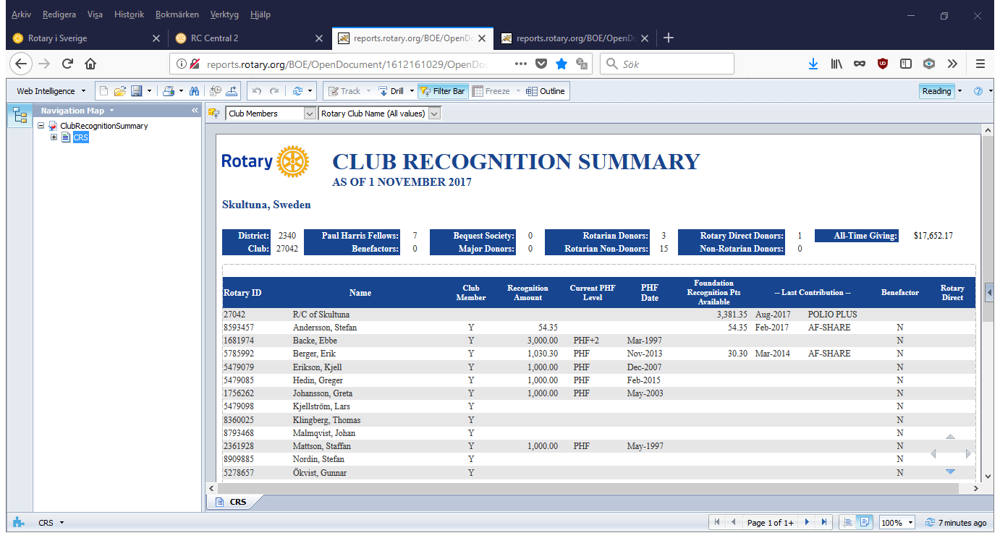 Arkiv Redigera Visa Historik Bokmärken Verktyg Hjälp
Rotary i Sverige RC Central 2 reports.rotary.org/BOE/OpenDo reports.rotary.org/BOE/OpenDo
reports.rotary.org/BOE/OpenDocument/1612161029/OpenDoc Sök
Web Intelligence Track Drill Filter Bar Freeze Outline Reading
Navigation Map Club Members Rotary Club Name (All values)
ClubRecognitionSummary
CRS
Rotary
CLUB RECOGNITION SUMMARY
AS OF 1 NOVEMBER 2017
Skultuna, Sweden
District: 2340 Paul Harris Fellows: 7 Bequest Society: 0 Rotarian Donors: 3 Rotary Direct Donors: 1 All-Time Giving: $17,652.17
Club: 27042 Benefactors: 0 Major Donors: 0 Rotarian Non-Donors: 15 Non-Rotarian Donors: 0
Rotary ID Name Club Member Recognition Amount Current PHF Level PHF Date Foundation Recognition Pts Available -- Last Contribution -- Benefactor Rotary Direct
27042 R/C of Skultuna 3,381.35 Aug-2017 POLIO PLUS
8593457 Andersson, Stefan Y 54.35 54.35 Feb-2017 AF-SHARE N
1681974 Backe, Ebbe Y 3,000.00 PHF+2 Mar-1997 N
5785992 Berger, Erik Y 1,030.30 PHF Nov-2013 30.30 Mar-2014 AF-SHARE N
5479079 Erikson, Kjell Y 1,000.00 PHF Dec-2007 N
5479085 Hedin, Greger Y 1,000.00 PHF Feb-2015 N
1756262 Johansson, Greta Y 1,000.00 PHF May-2003 N
5479098 Kjellström, Lars Y N
8360025 Klingberg, Thomas Y N
8793468 Malmqvist, Johan Y N
2361928 Mattson, Staffan Y 1,000.00 PHF May-1997 N
8909885 Nordin, Stefan Y N
5278657 Ökvist, Gunnar Y N
CRS
CRS Page 1 of 1+ 100% 7 minutes ago